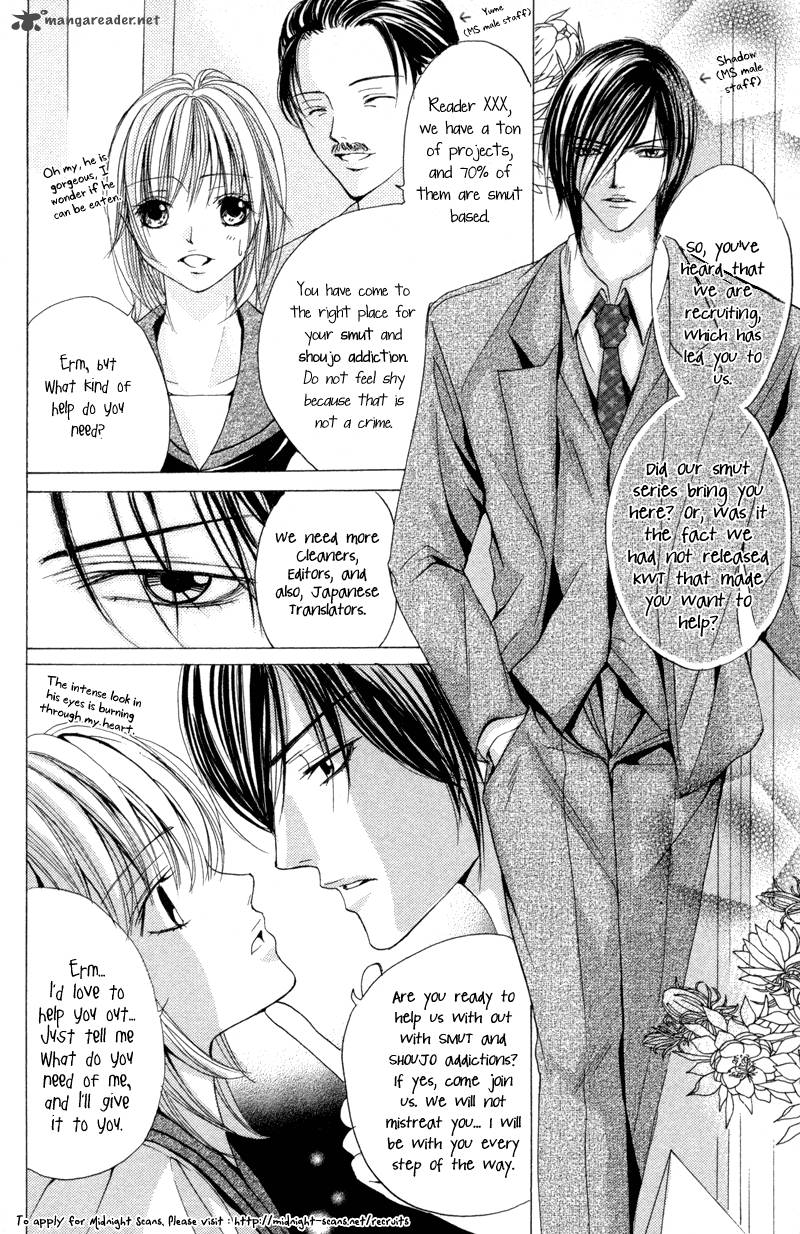 mangareader.net
← Shadow
(MS male
staff)
So, you've
heard that
we are
recruiting,
which has
led you to
us.
Did our smut
series bring you
here? Or, was it
the fact we
had not released
KWT that made
you want to
help?
← Yume
(MS male staff)
Reader XXX,
we have a ton
of projects,
and 70% of
them are smut
based.
You have come to
the right place for
your smut and
shoujo addiction.
Do not feel shy
because that is
not a crime.
Oh my, he is
gorgeous, I
wonder if he
can be eaten.
Erm, but
What kind of
help do you
need?
We need more
Cleaners,
Editors, and
also, Japanese
Translators.
The intense look in
his eyes is burning
through my heart.
Are you ready to
help us with out
with SMUT and
SHOUJO addictions?
If yes, come join
us. We will not
mistreat you... I will
be with you every
step of the way.
Erm...
I'd love to
help you out...
Just tell me
What do you
need of me,
and I'll give
it to you.
To apply for Midnight Scans, Please visit : http://midnight-scans.net/recruits